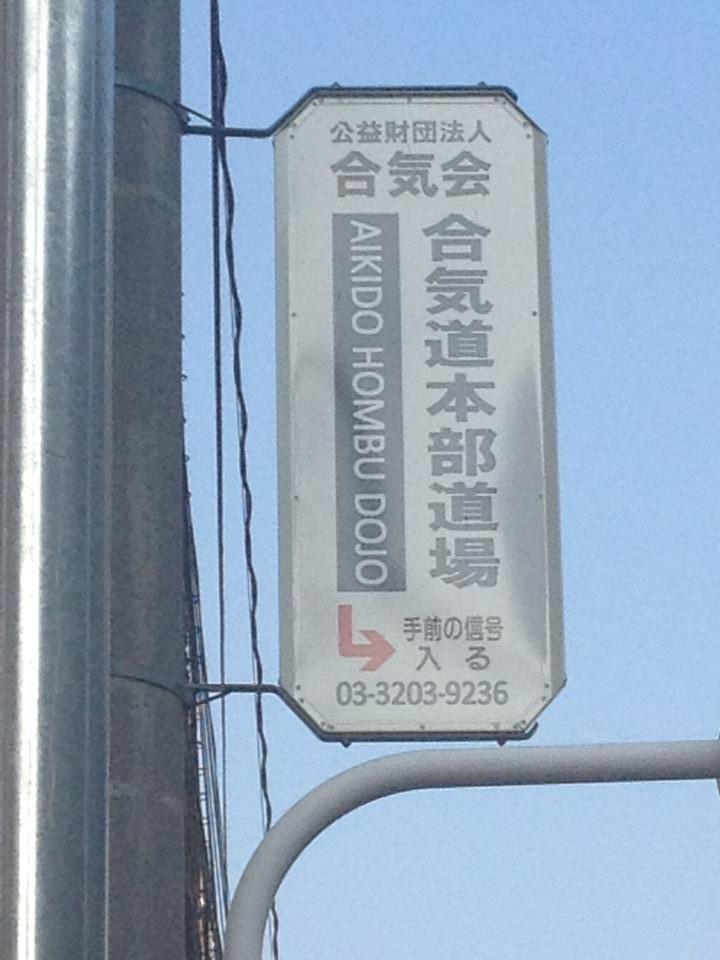 公益財団法人
合気会
合気道本部道場
AIKIDO HOMBU DOJO
手前の信号
入る
03-3203-9236